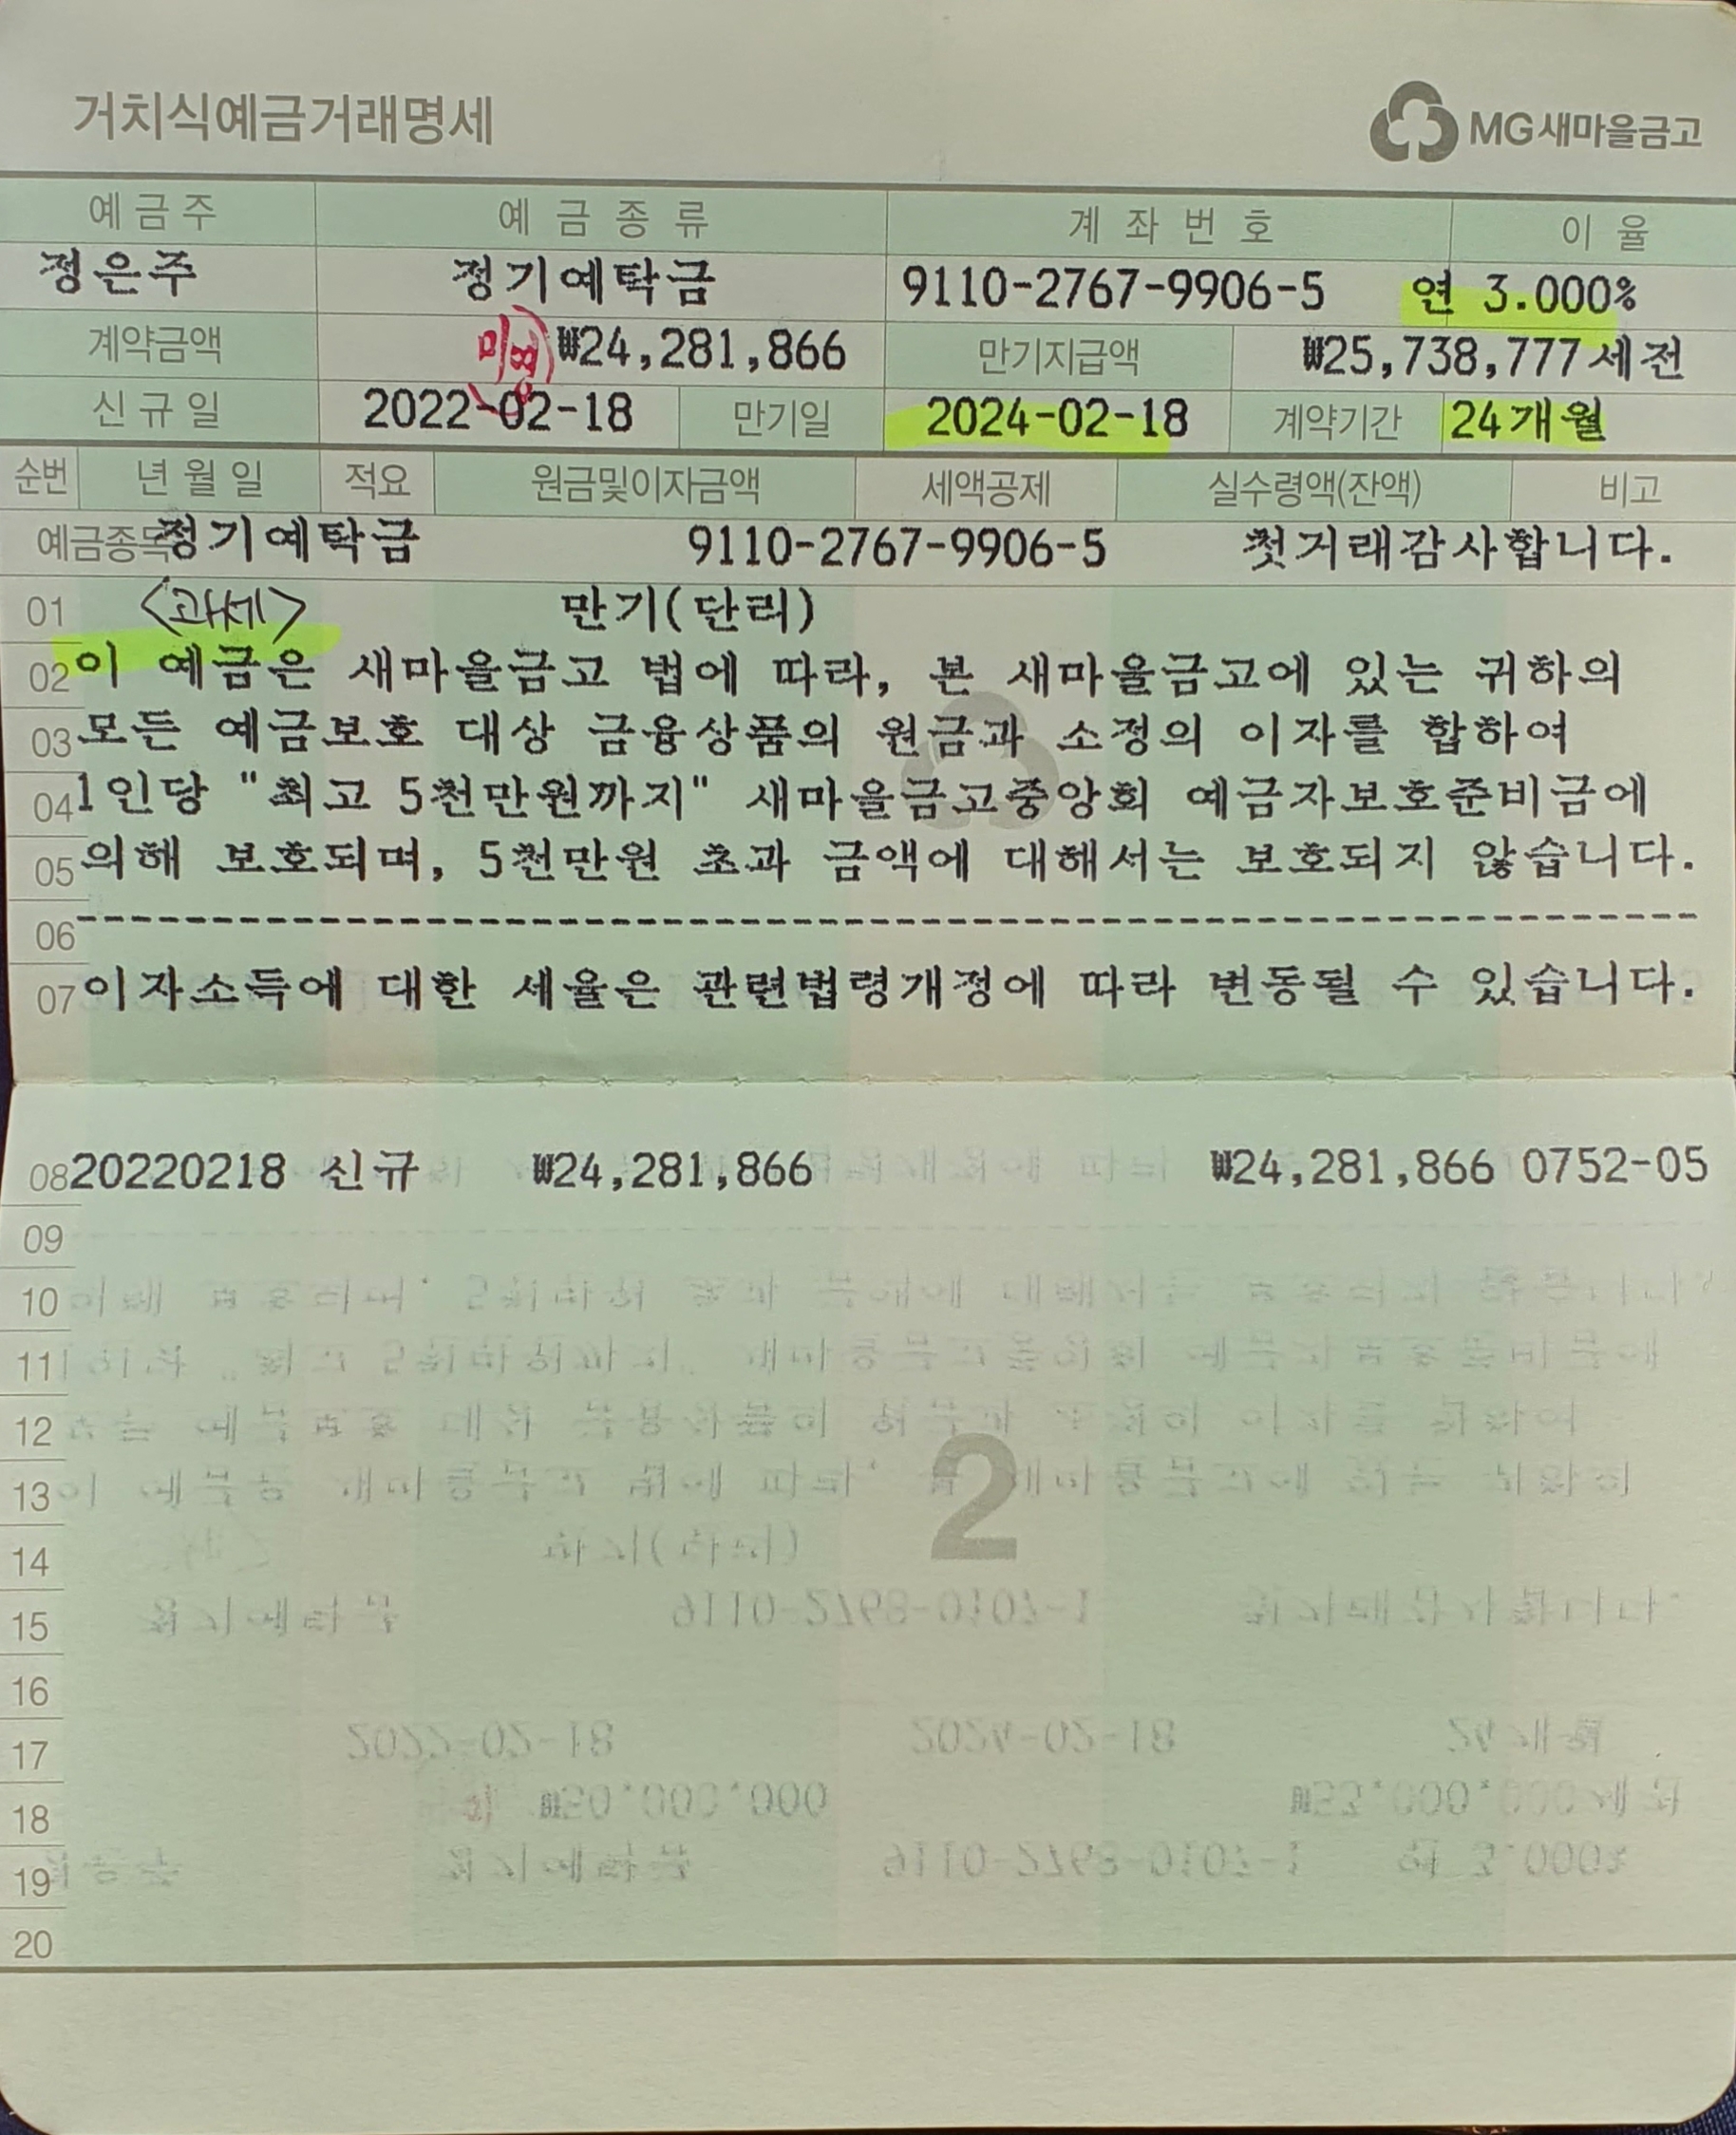 거치식예금거래명세
MG새마을금고
예금주 예금종류 계좌번호 이율
정은주 정기예탁금 9110-2767-9906-5 연 3.000%
계약금액 ₩24,281,866 만기지급액 ₩25,738,777세전
신규일 2022-02-18 만기일 2024-02-18 계약기간 24개월
순번 년월일 적요 원금및이자금액 세액공제 실수령액(잔액) 비고
예금종목 정기예탁금 9110-2767-9906-5 첫거래감사합니다.
01 <과세> 만기(단리)
02 이 예금은 새마을금고 법에 따라, 본 새마을금고에 있는 귀하의
03 모든 예금보호 대상 금융상품의 원금과 소정의 이자를 합하여
04 1인당 "최고 5천만원까지" 새마을금고중앙회 예금자보호준비금에
05 의해 보호되며, 5천만원 초과 금액에 대해서는 보호되지 않습니다.
06 --------------------------------------------------
07 이자소득에 대한 세율은 관련법령개정에 따라 변동될 수 있습니다.
08 20220218 신규 ₩24,281,866 ₩24,281,866 0752-05
09
10
11
12
13
2
14
15
16
17
18
19
20